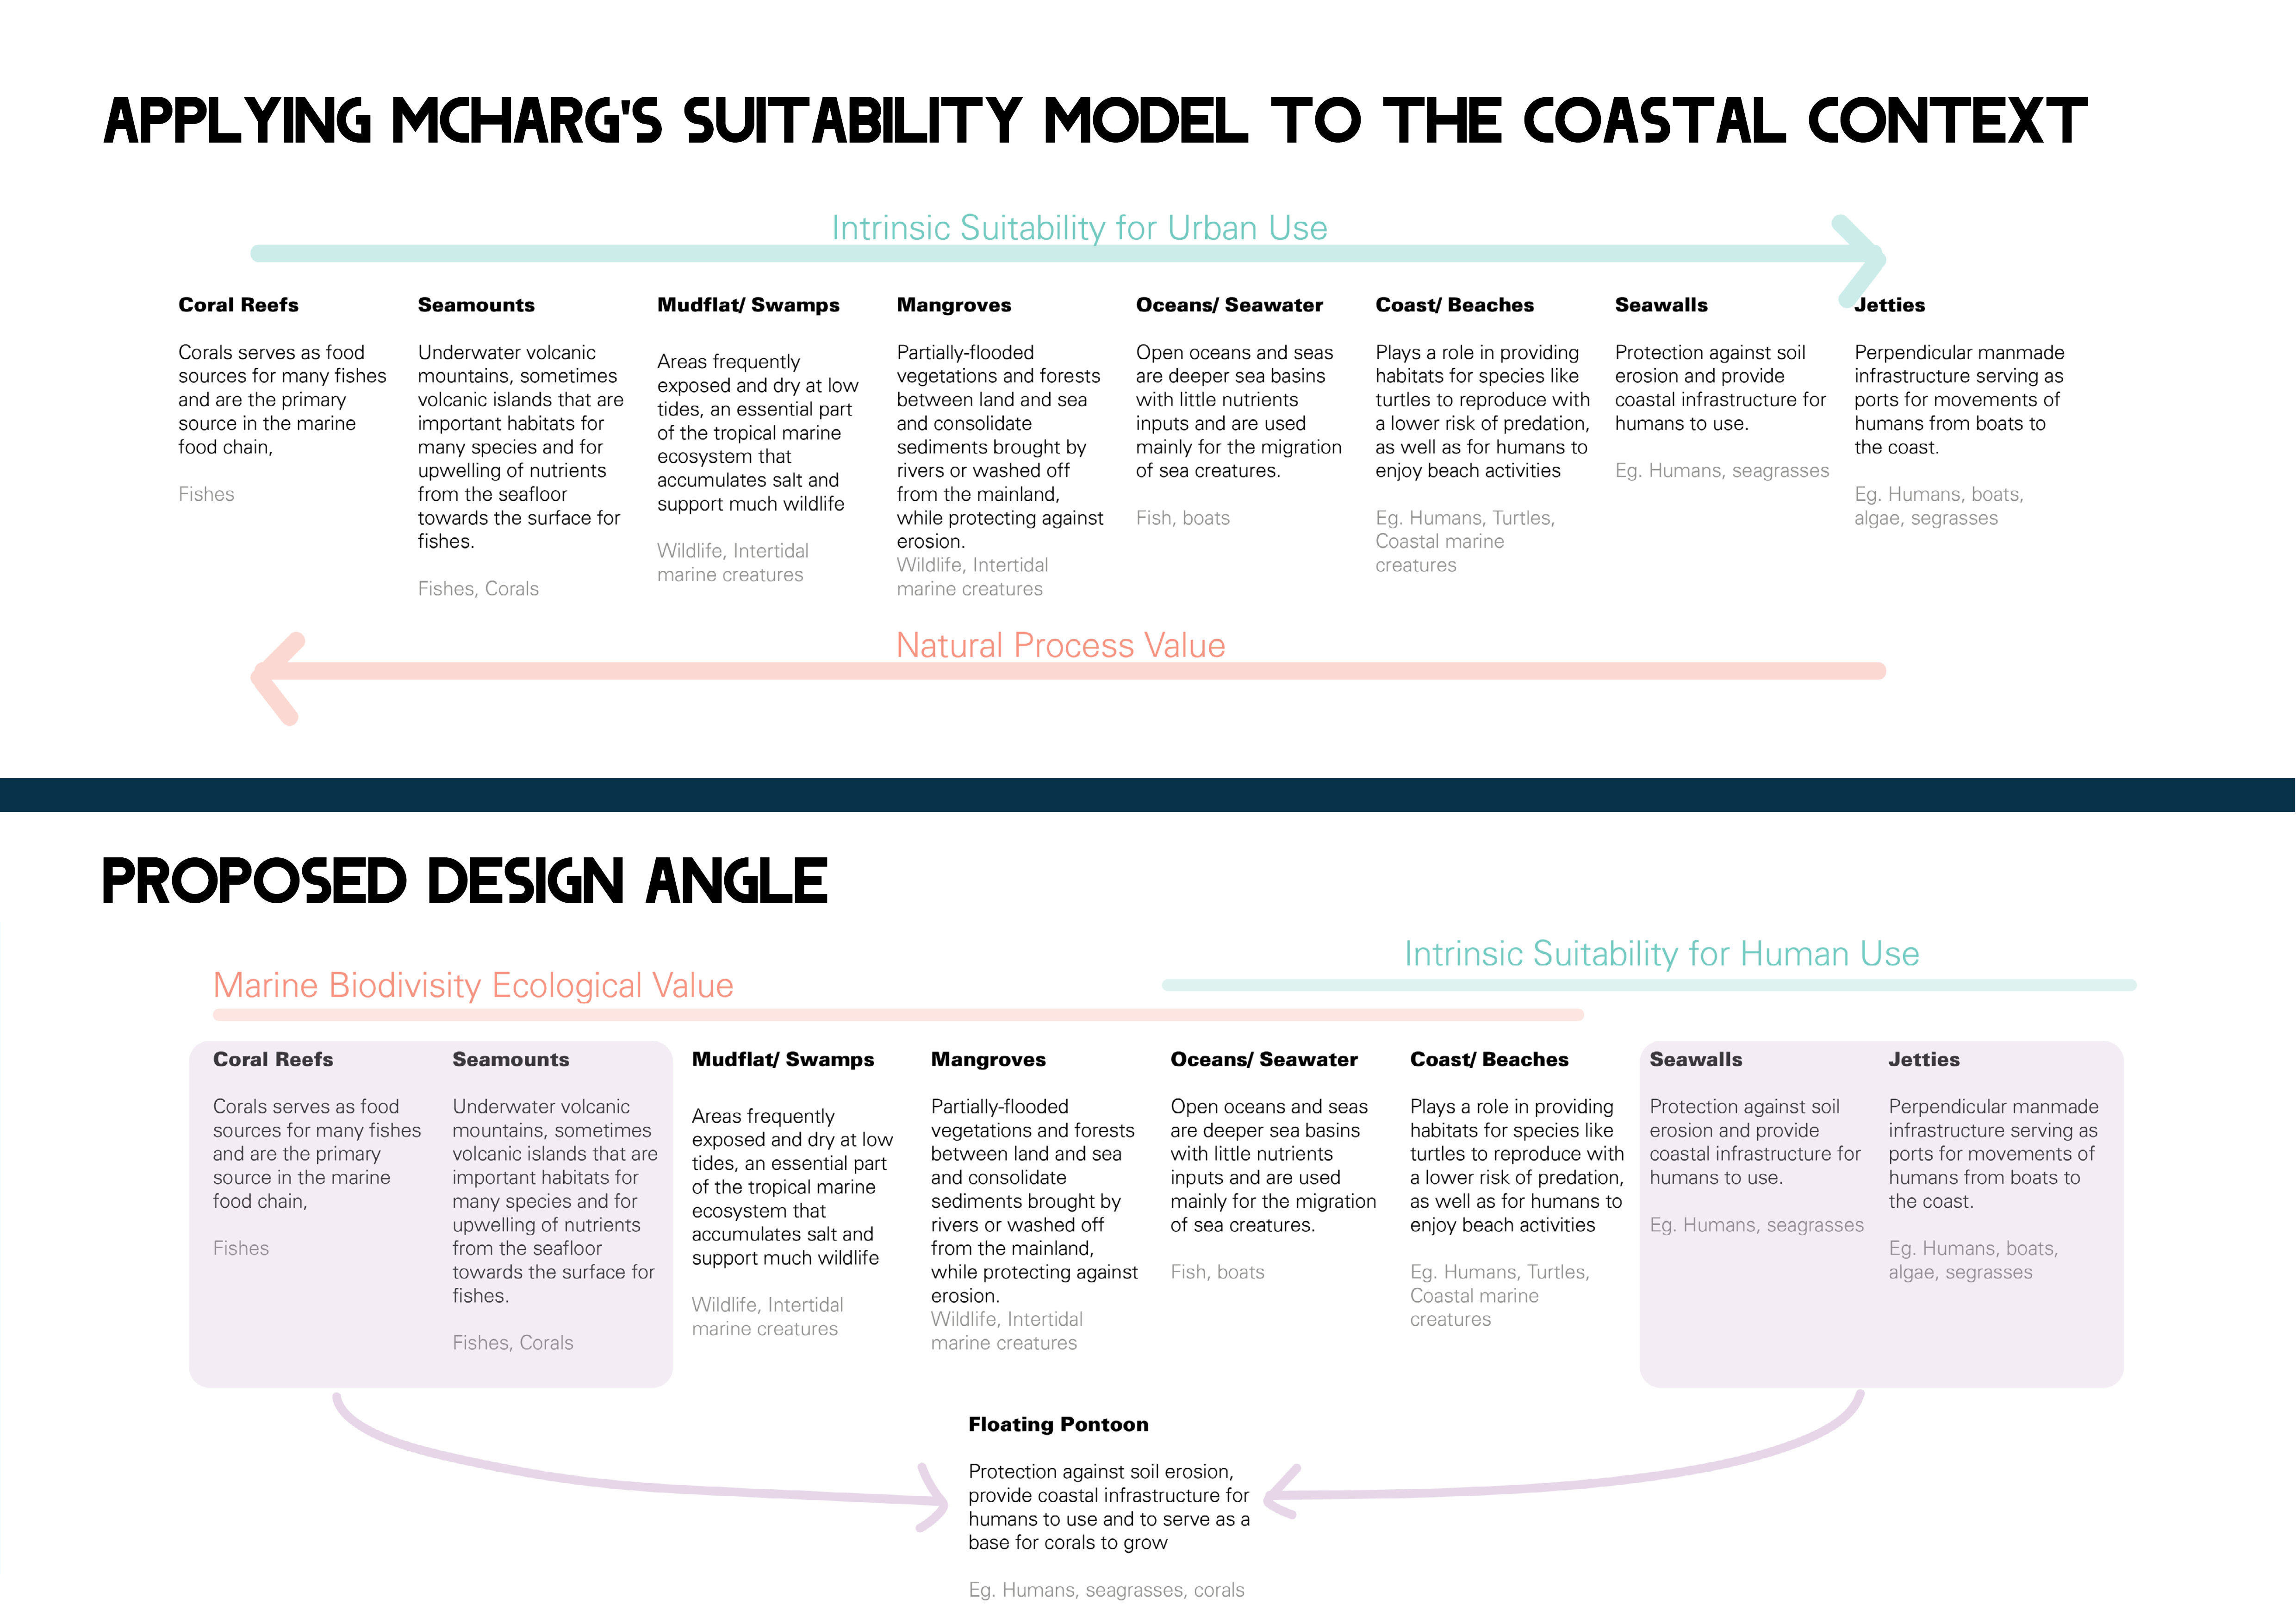 APPLYING MCHARG'S SUITABILITY MODEL TO THE COASTAL CONTEXT
Intrinsic Suitability for Urban Use
Coral Reefs
Corals serves as food
sources for many fishes
and are the primary
source in the marine
food chain,
Fishes
Seamounts
Underwater volcanic
mountains, sometimes
volcanic islands that are
important habitats for
many species and for
upwelling of nutrients
from the seafloor
towards the surface for
fishes.
Fishes, Corals
Mudflat/ Swamps
Areas frequently
exposed and dry at low
tides, an essential part
of the tropical marine
ecosystem that
accumulates salt and
support much wildlife
Wildlife, Intertidal
marine creatures
Mangroves
Partially-flooded
vegetations and forests
between land and sea
and consolidate
sediments brought by
rivers or washed off
from the mainland,
while protecting against
erosion.
Wildlife, Intertidal
marine creatures
Oceans/ Seawater
Open oceans and seas
are deeper sea basins
with little nutrients
inputs and are used
mainly for the migration
of sea creatures.
Fish, boats
Coast/ Beaches
Plays a role in providing
habitats for species like
turtles to reproduce with
a lower risk of predation,
as well as for humans to
enjoy beach activities
Eg. Humans, Turtles,
Coastal marine
creatures
Seawalls
Protection against soil
erosion and provide
coastal infrastructure for
humans to use.
Eg. Humans, seagrasses
Jetties
Perpendicular manmade
infrastructure serving as
ports for movements of
humans from boats to
the coast.
Eg. Humans, boats,
algae, segrasses
Natural Process Value
PROPOSED DESIGN ANGLE
Marine Biodivisity Ecological Value
Intrinsic Suitability for Human Use
Coral Reefs
Corals serves as food
sources for many fishes
and are the primary
source in the marine
food chain,
Fishes
Seamounts
Underwater volcanic
mountains, sometimes
volcanic islands that are
important habitats for
many species and for
upwelling of nutrients
from the seafloor
towards the surface for
fishes.
Fishes, Corals
Mudflat/ Swamps
Areas frequently
exposed and dry at low
tides, an essential part
of the tropical marine
ecosystem that
accumulates salt and
support much wildlife
Wildlife, Intertidal
marine creatures
Mangroves
Partially-flooded
vegetations and forests
between land and sea
and consolidate
sediments brought by
rivers or washed off
from the mainland,
while protecting against
erosion.
Wildlife, Intertidal
marine creatures
Oceans/ Seawater
Open oceans and seas
are deeper sea basins
with little nutrients
inputs and are used
mainly for the migration
of sea creatures.
Fish, boats
Coast/ Beaches
Plays a role in providing
habitats for species like
turtles to reproduce with
a lower risk of predation,
as well as for humans to
enjoy beach activities
Eg. Humans, Turtles,
Coastal marine
creatures
Seawalls
Protection against soil
erosion and provide
coastal infrastructure for
humans to use.
Eg. Humans, seagrasses
Jetties
Perpendicular manmade
infrastructure serving as
ports for movements of
humans from boats to
the coast.
Eg. Humans, boats,
algae, segrasses
Floating Pontoon
Protection against soil erosion,
provide coastal infrastructure for
humans to use and to serve as a
base for corals to grow
Eg. Humans, seagrasses, corals